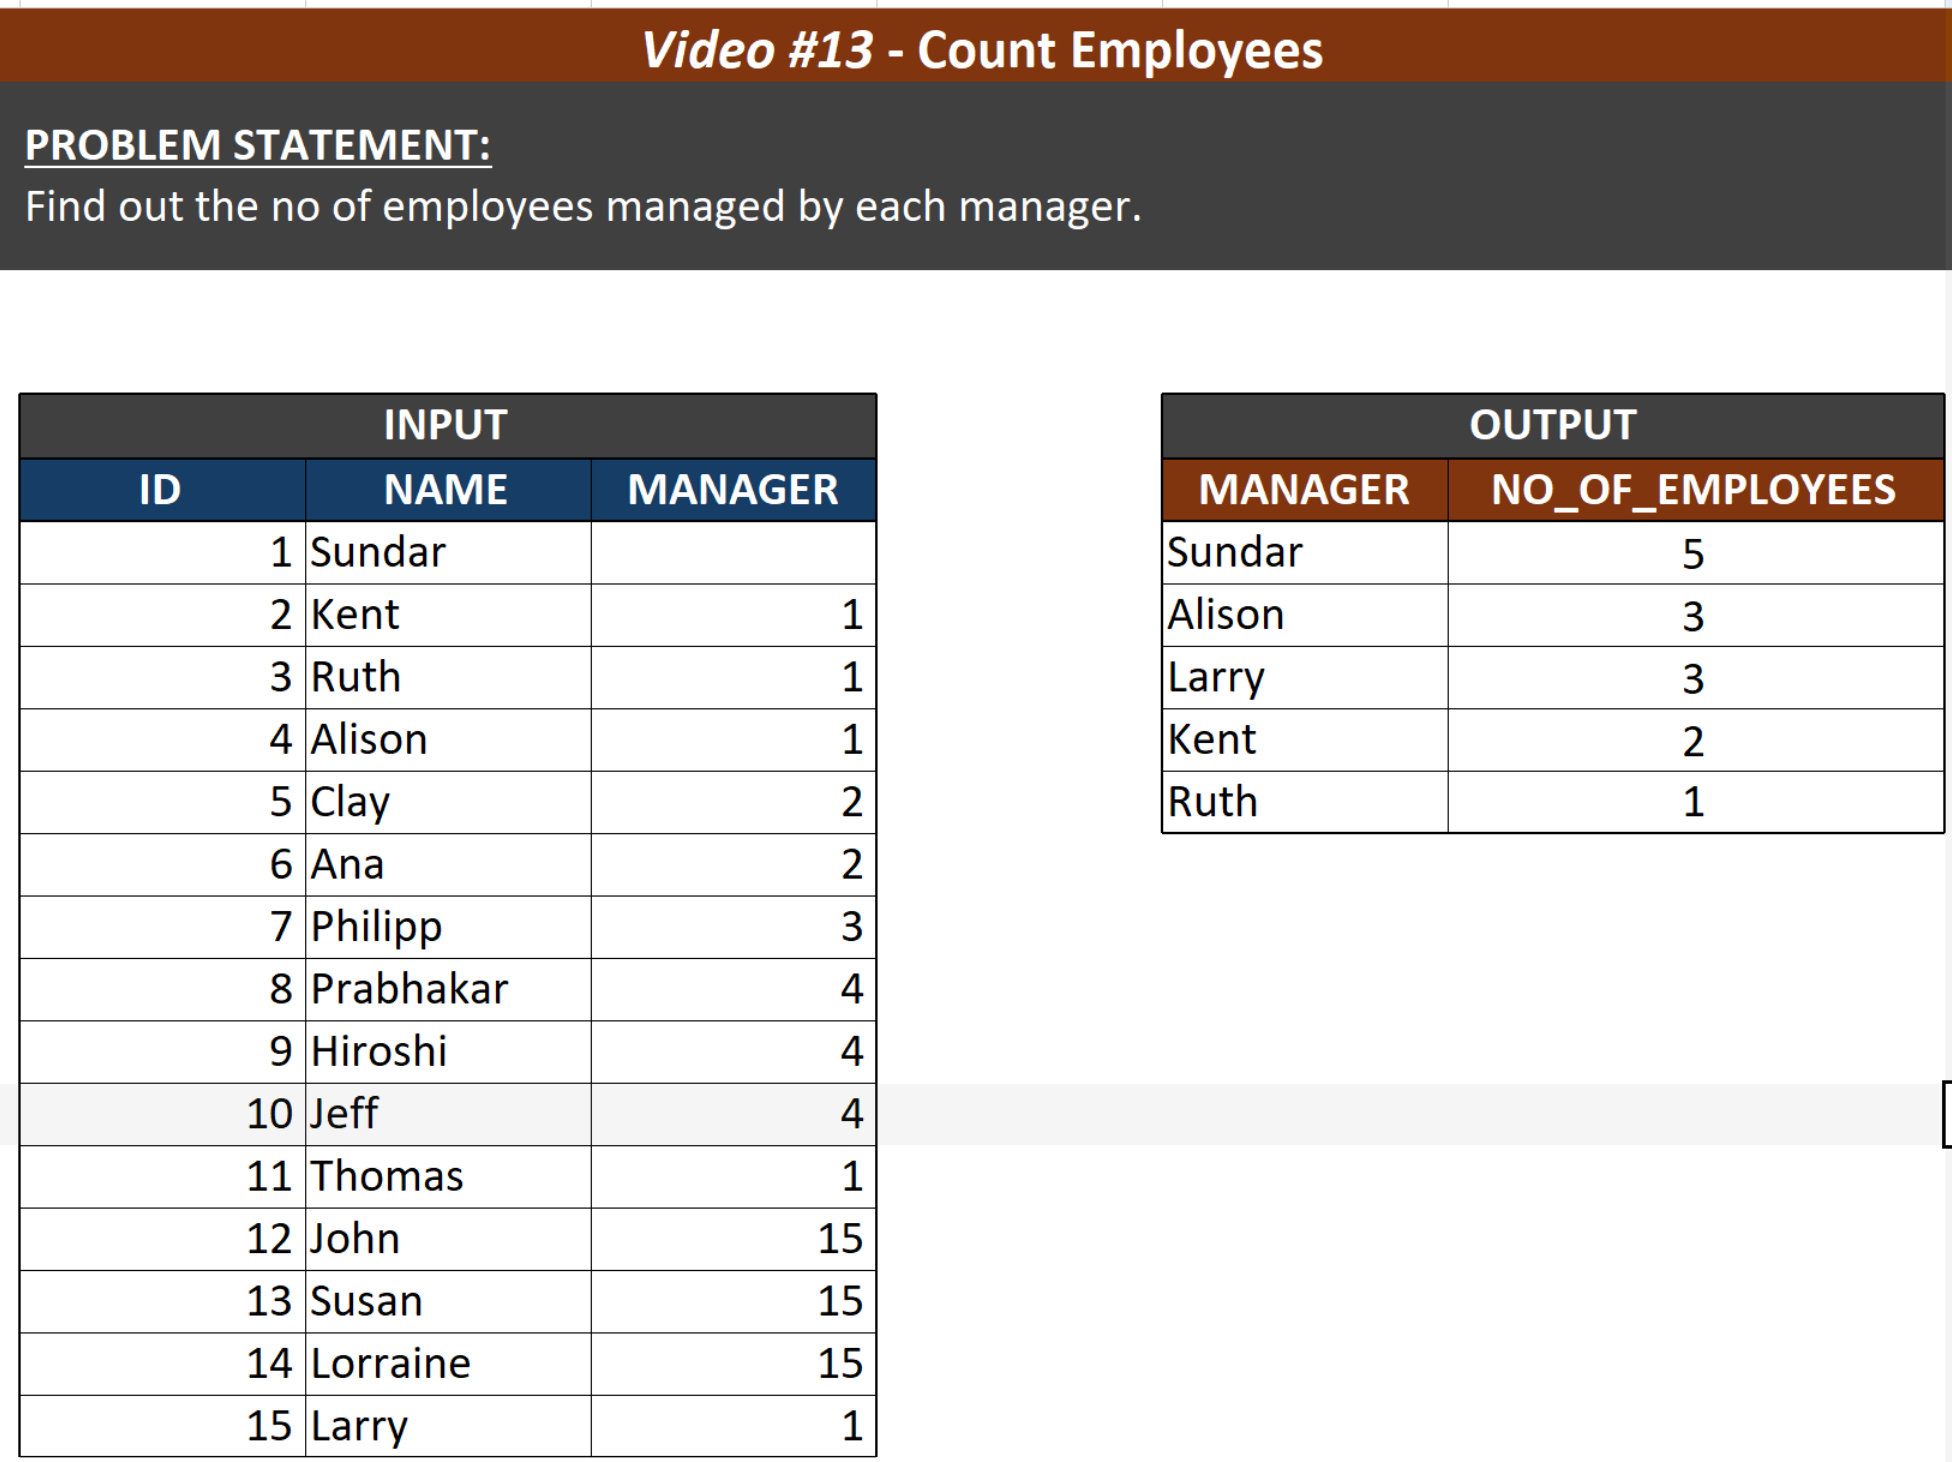 Video #13 - Count Employees
PROBLEM STATEMENT:
Find out the no of employees managed by each manager.
INPUT
ID NAME MANAGER
1 Sundar
2 Kent 1
3 Ruth 1
4 Alison 1
5 Clay 2
6 Ana 2
7 Philipp 3
8 Prabhakar 4
9 Hiroshi 4
10 Jeff 4
11 Thomas 1
12 John 15
13 Susan 15
14 Lorraine 15
15 Larry 1
OUTPUT
MANAGER NO_OF_EMPLOYEES
Sundar 5
Alison 3
Larry 3
Kent 2
Ruth 1